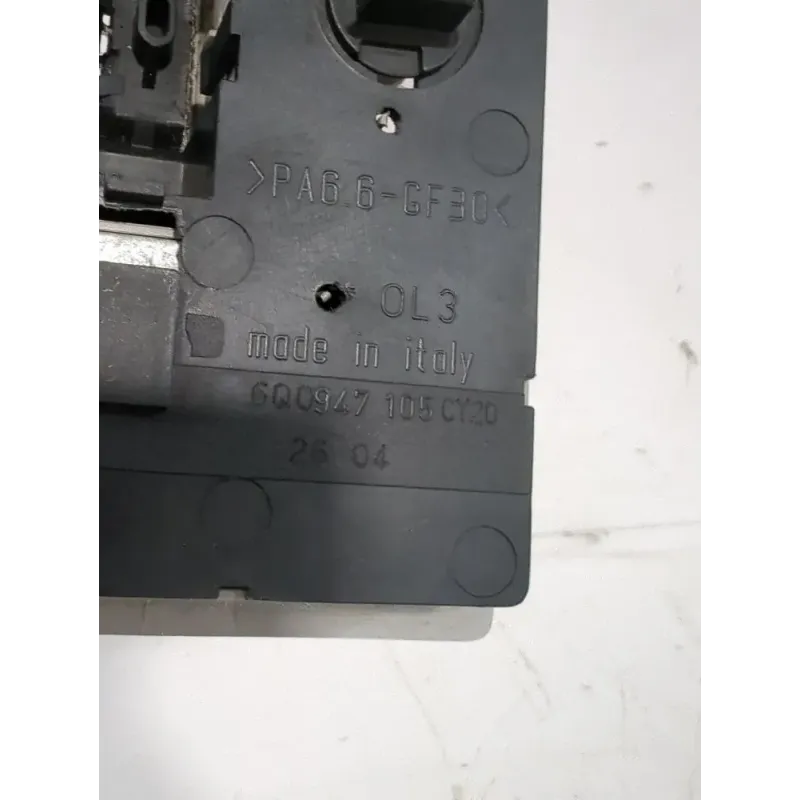 >PA6.6-GF30<
OL3
made in italy
6Q0947 105 CY20
26 04